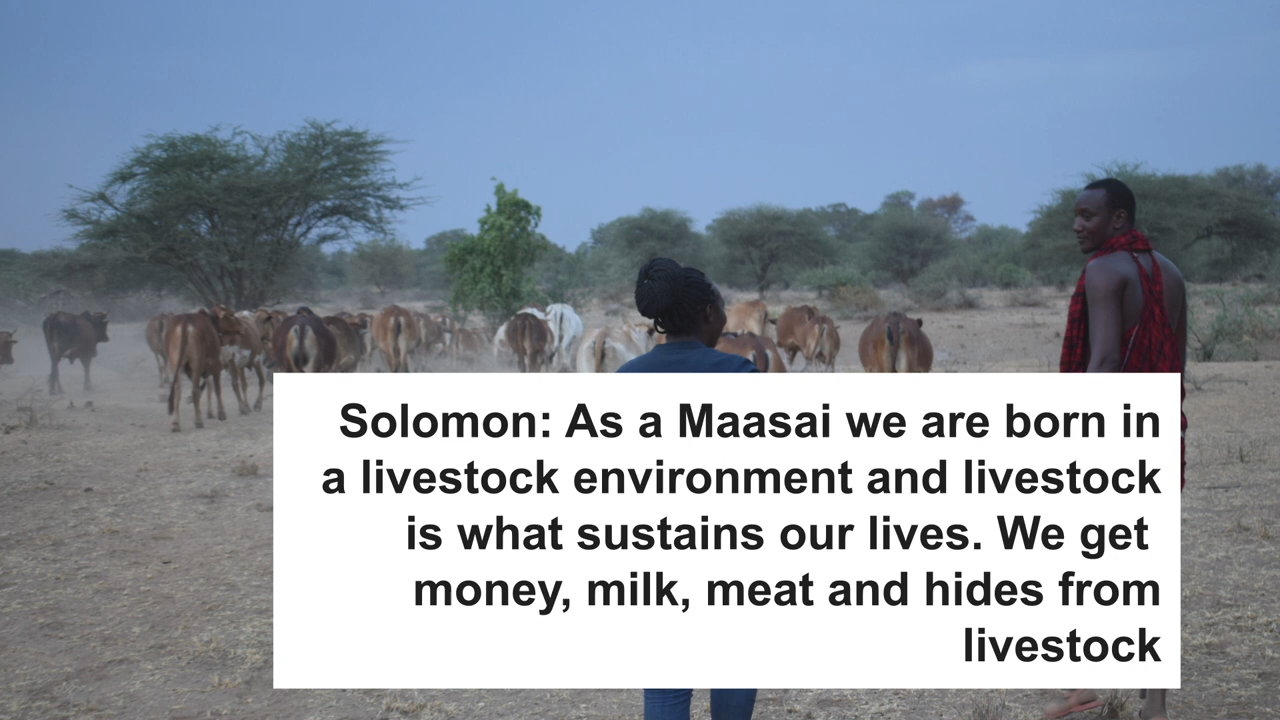 Solomon: As a Maasai we are born in
a livestock environment and livestock
is what sustains our lives. We get
money, milk, meat and hides from
livestock